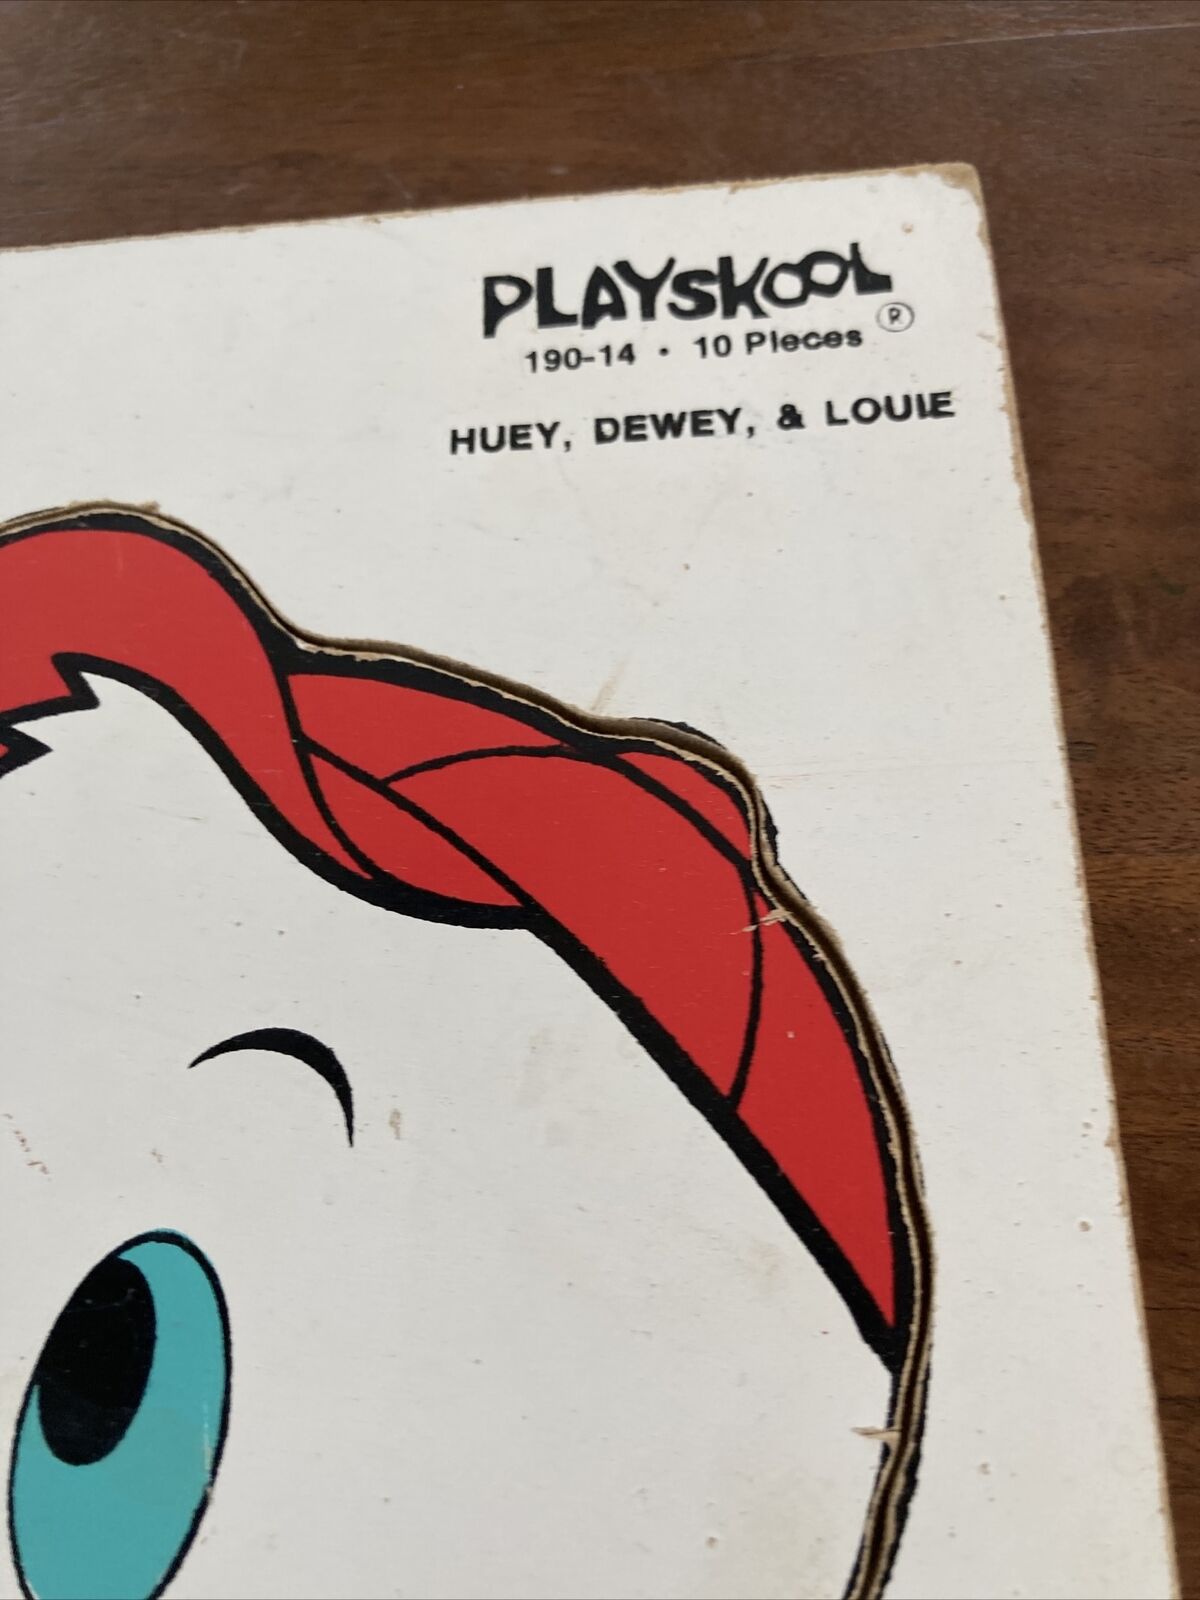 PLAYSKOOL ®
190-14 • 10 Pieces
HUEY, DEWEY, & LOUIE